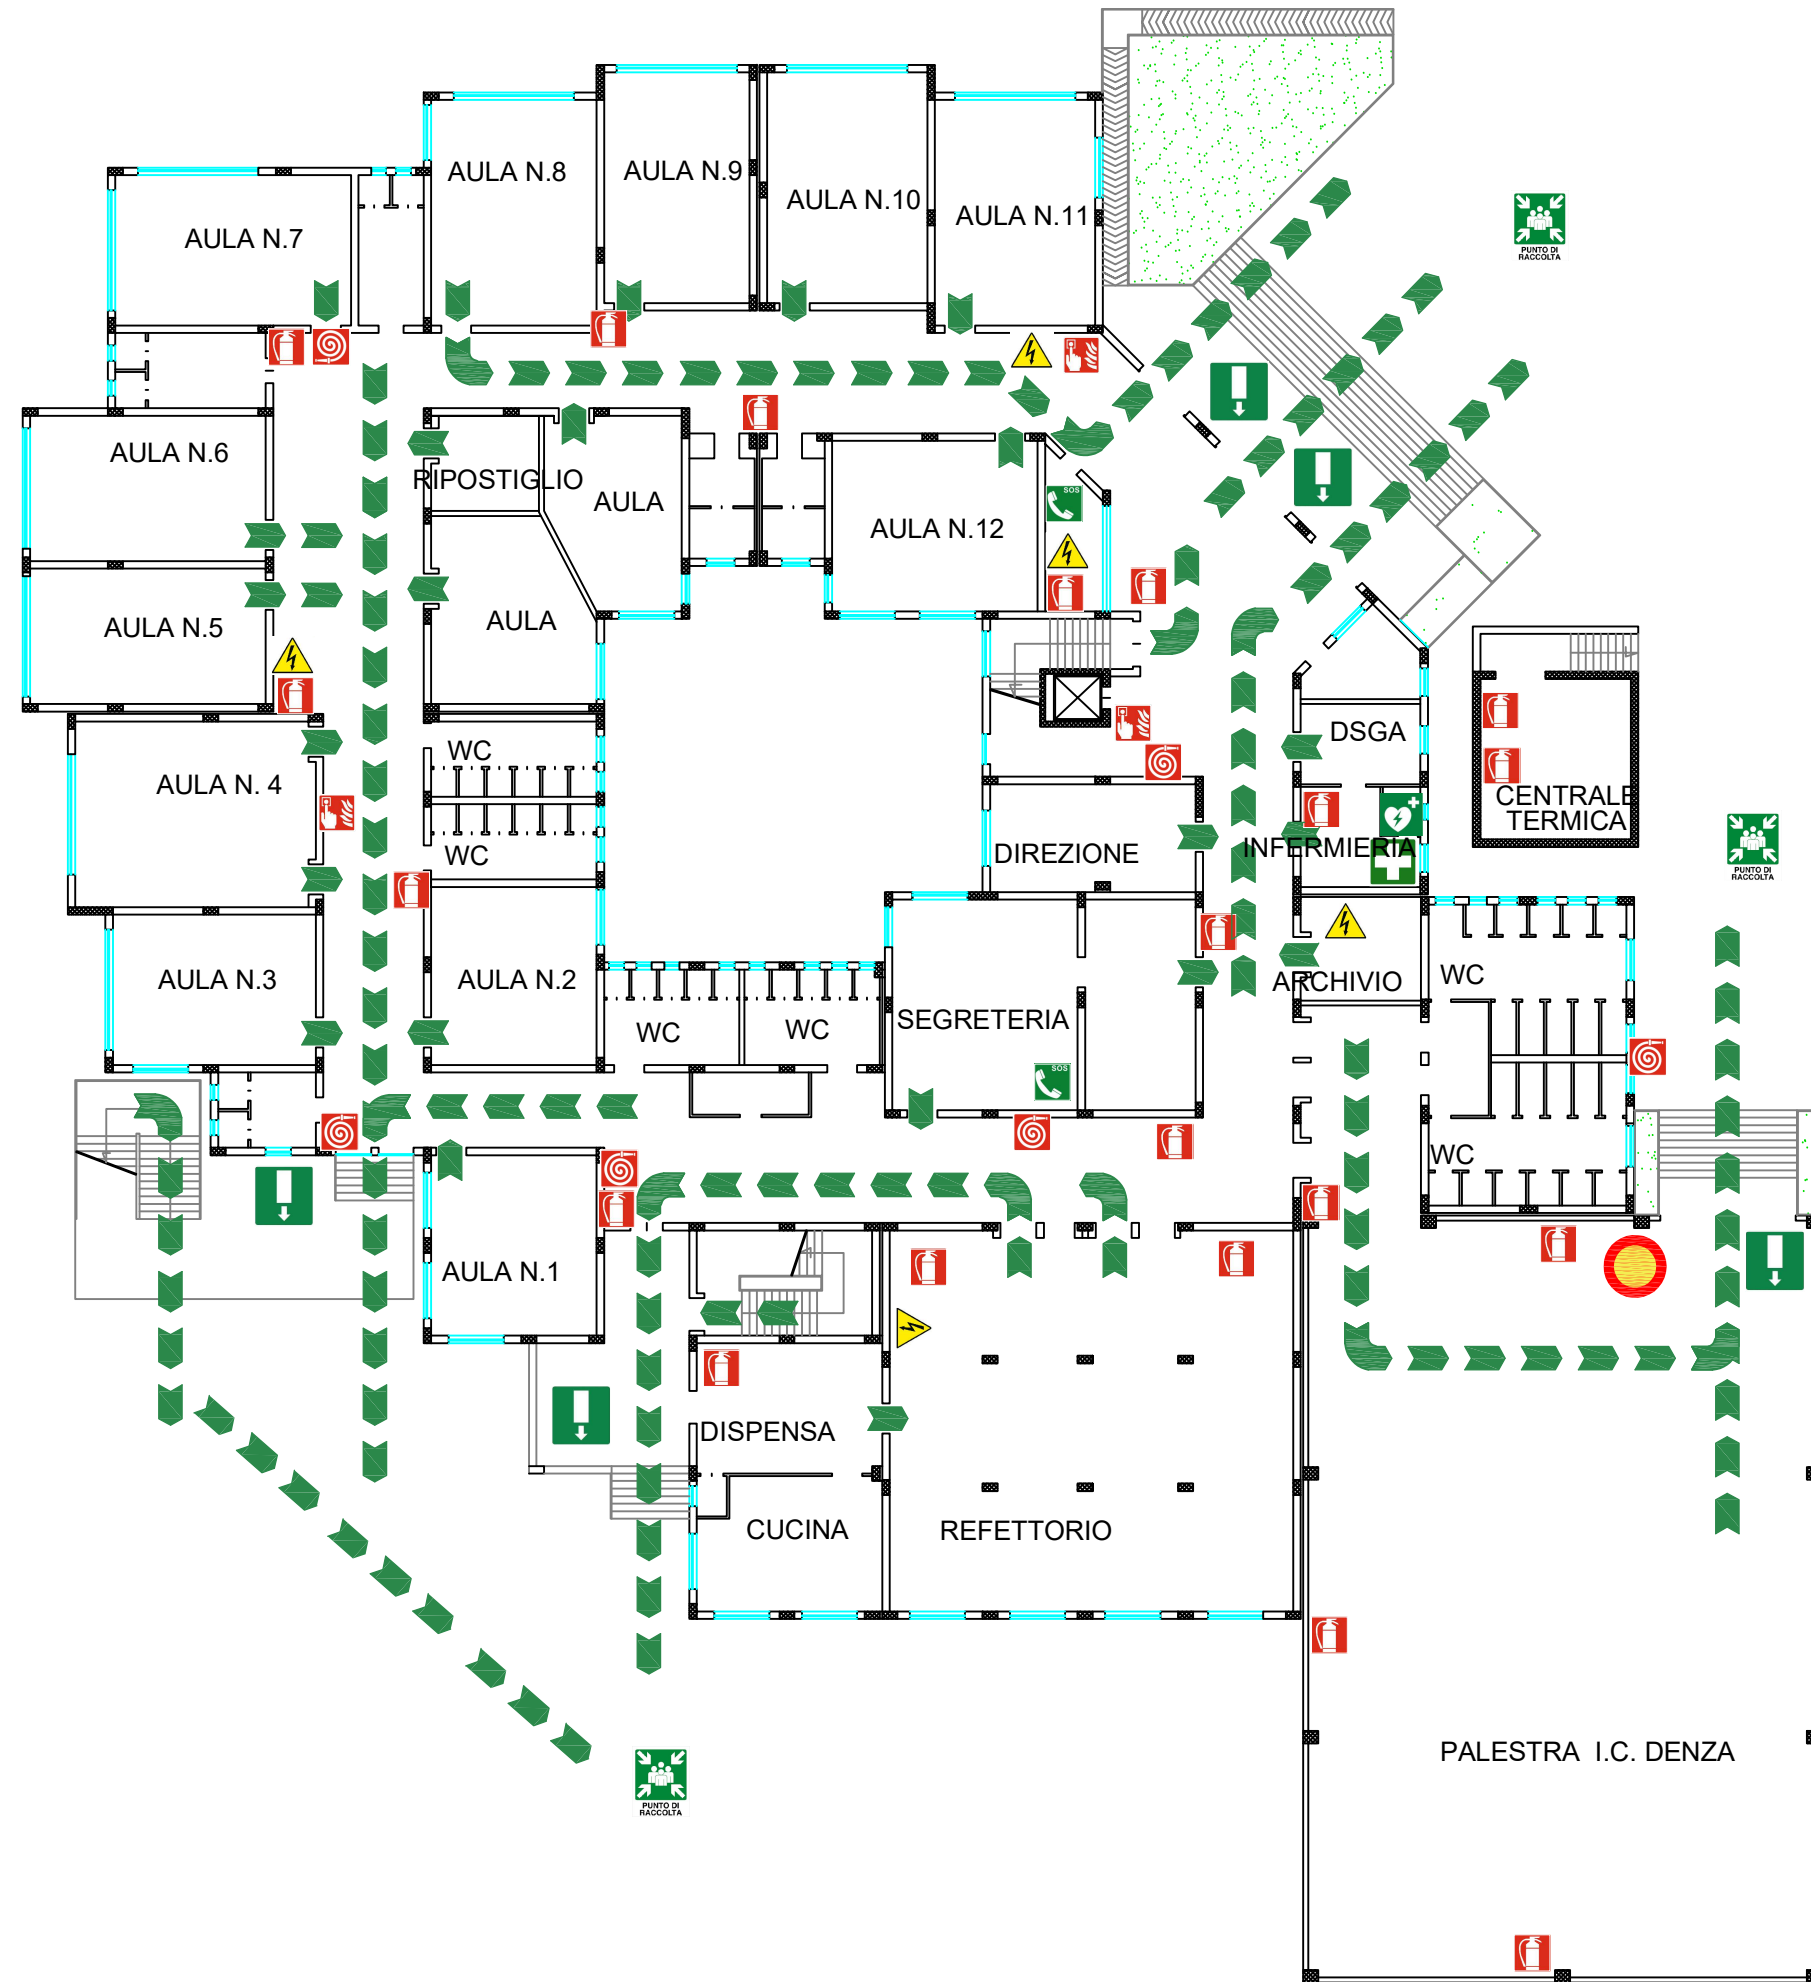 AULA N.8
AULA N.9
AULA N.10
AULA N.11
AULA N.7
PUNTO DI
RACCOLTA
AULA N.6
RIPOSTIGLIO
AULA
SOS
AULA N.12
AULA N.5
AULA
DSGA
WC
AULA N. 4
CENTRALE
TERMICA
WC
DIREZIONE
INFERMIERIA
PUNTO DI
RACCOLTA
AULA N.3
AULA N.2
WC
ARCHIVIO
WC
WC
SEGRETERIA
SOS
WC
AULA N.1
DISPENSA
CUCINA
REFETTORIO
PALESTRA I.C. DENZA
PUNTO DI
RACCOLTA